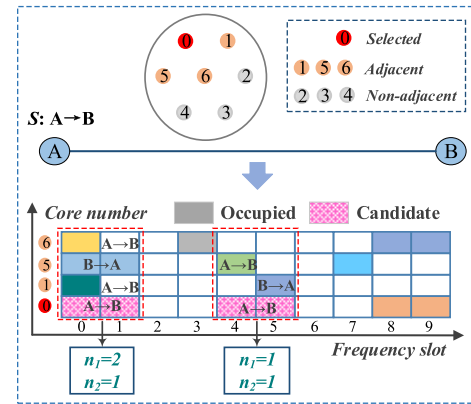 0 1
5 6 2
4 3
0 Selected
1 5 6 Adjacent
2 3 4 Non-adjacent
S: A→B
A B
Core number Occupied Candidate
6 A→B
5 B→A A→B
1 A→B B→A
0 A→B A→B
0 1 2 3 4 5 6 7 8 9
Frequency slot
n1=2
n2=1
n1=1
n2=1